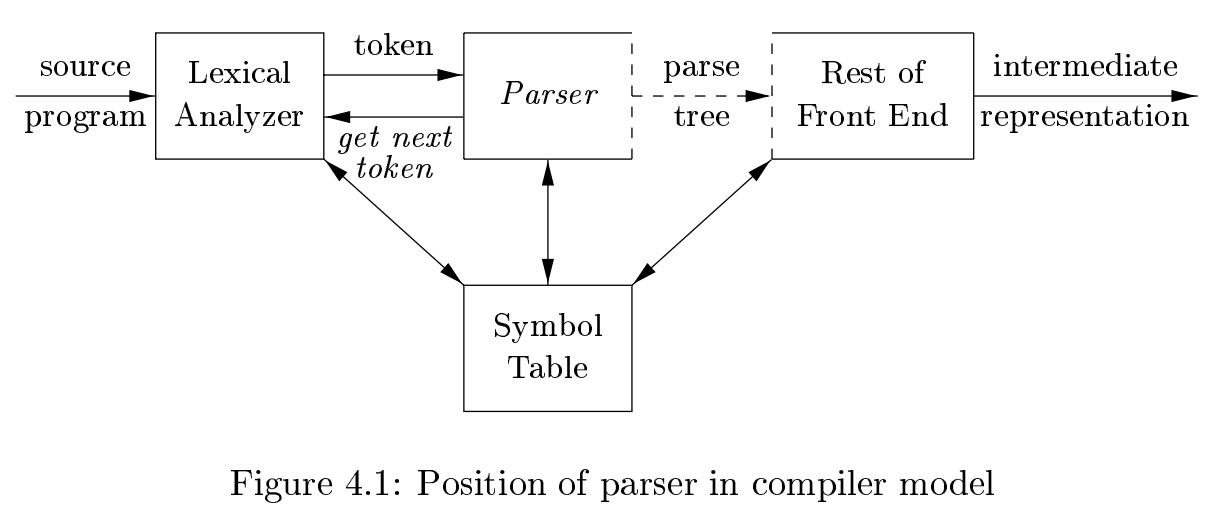 source
program
Lexical
Analyzer
token
get next
token
Parser
parse
tree
Rest of
Front End
intermediate
representation
Symbol
Table
Figure 4.1: Position of parser in compiler model